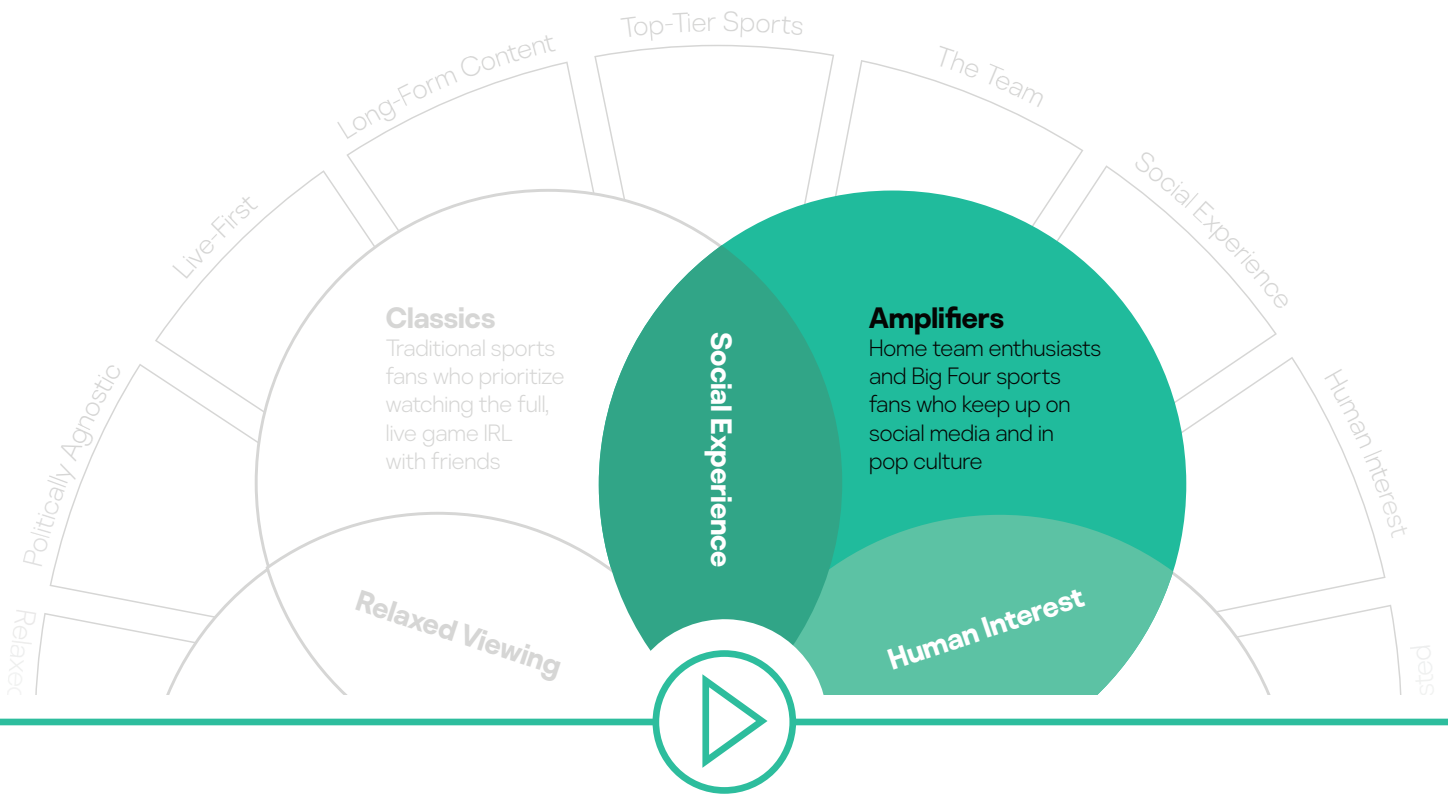 Top-Tier Sports
Long-Form Content
The Team
Live-First
Social Experience
Politically Agnostic
Human Interest
Classics
Traditional sports
fans who prioritize
watching the full,
live game IRL
with friends
Social Experience
Amplifiers
Home team enthusiasts
and Big Four sports
fans who keep up on
social media and in
pop culture
Relaxed Viewing
Human Interest
Relaxed